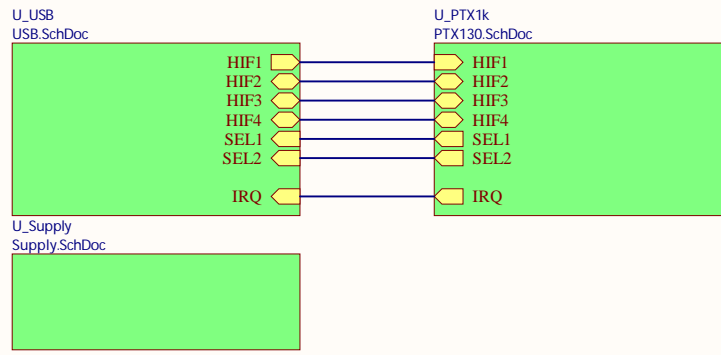 U_USB
USB.SchDoc
HIF1
HIF2
HIF3
HIF4
SEL1
SEL2
IRQ
U_PTX1k
PTX130.SchDoc
HIF1
HIF2
HIF3
HIF4
SEL1
SEL2
IRQ
U_Supply
Supply.SchDoc